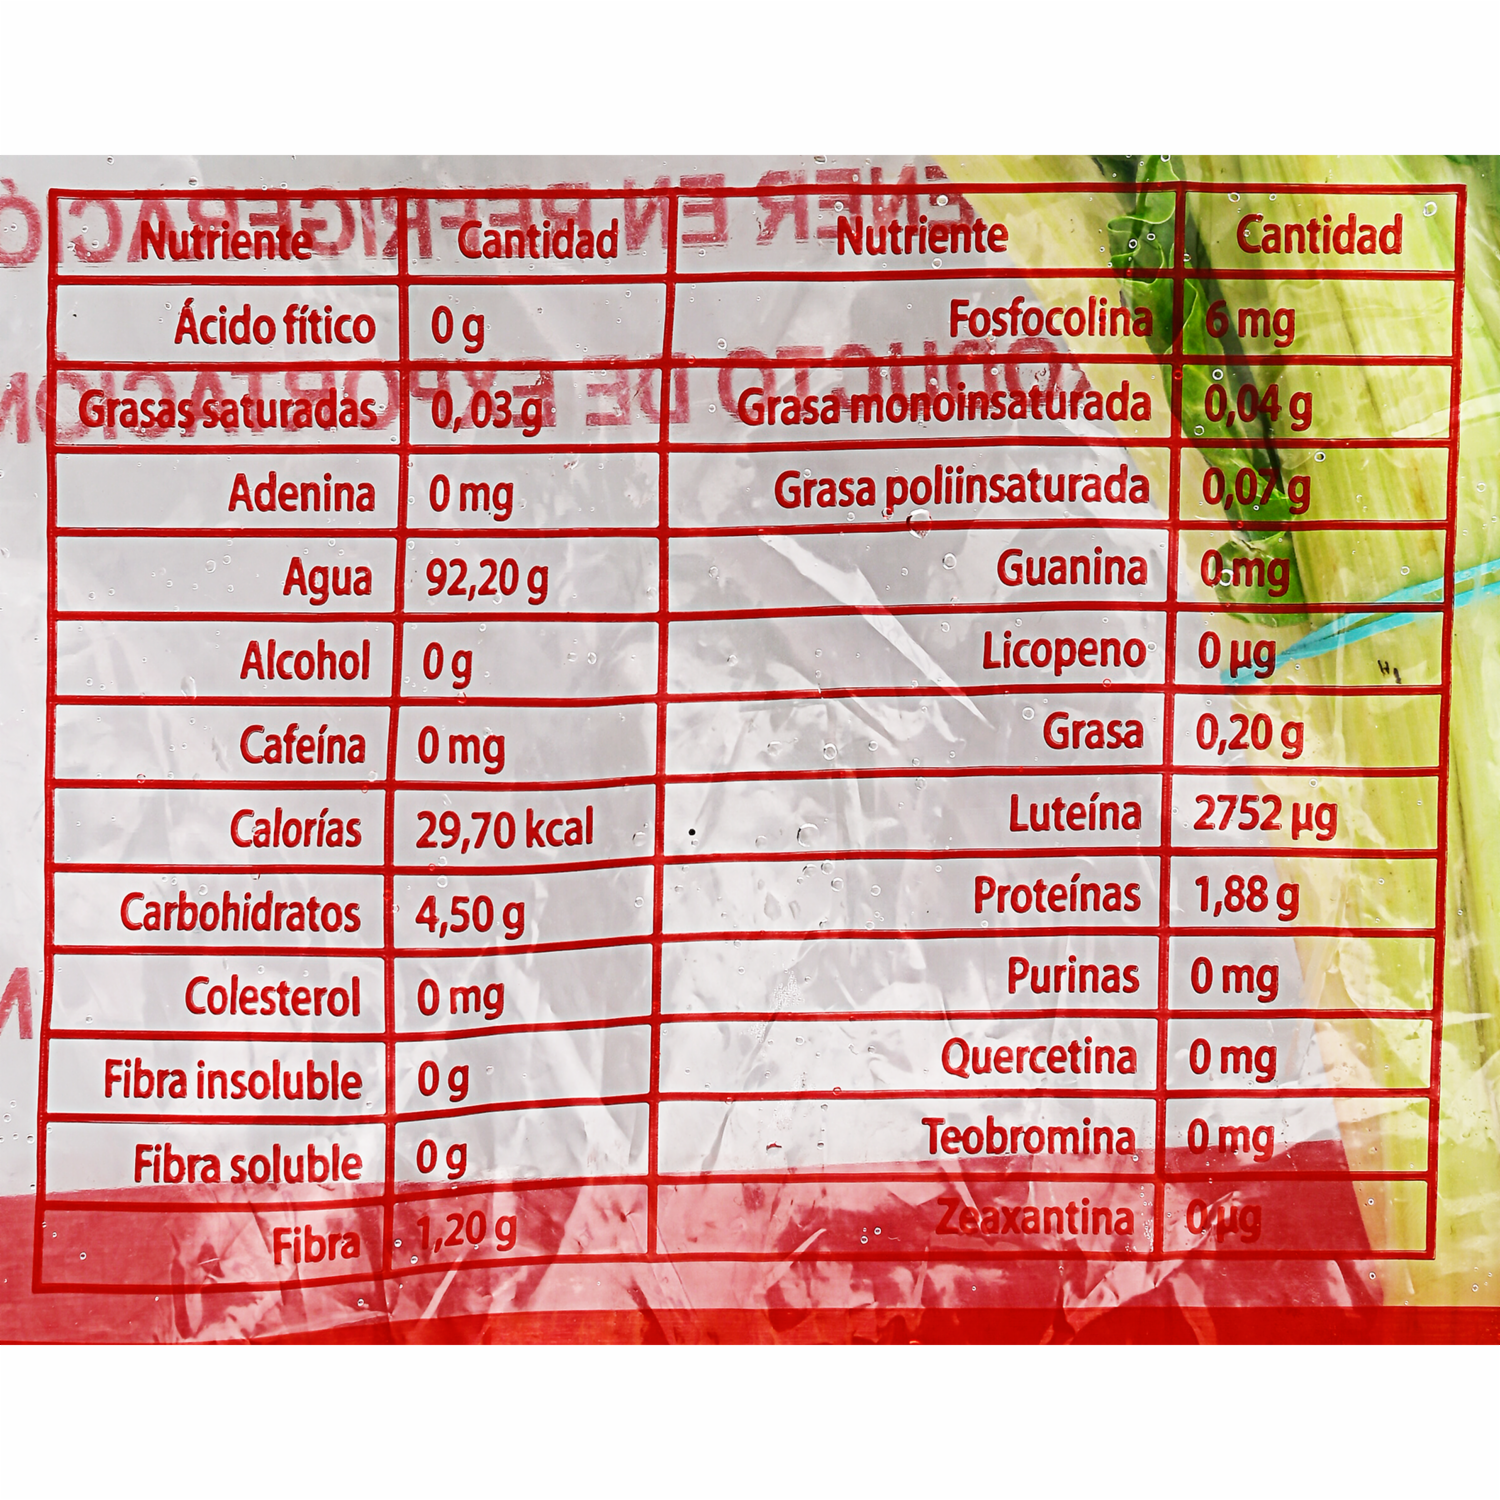 Nutriente Cantidad Nutriente Cantidad
Ácido fítico 0 g Fosfocolina 6 mg
Grasas saturadas 0,03 g Grasa monoinsaturada 0,04 g
Adenina 0 mg Grasa poliinsaturada 0,07 g
Agua 92,20 g Guanina 0 mg
Alcohol 0 g Licopeno 0 µg
Cafeína 0 mg Grasa 0,20 g
Calorías 29,70 kcal Luteína 2752 µg
Carbohidratos 4,50 g Proteínas 1,88 g
Colesterol 0 mg Purinas 0 mg
Fibra insoluble 0 g Quercetina 0 mg
Fibra soluble 0 g Teobromina 0 mg
Fibra 1,20 g Zeaxantina 0 µg